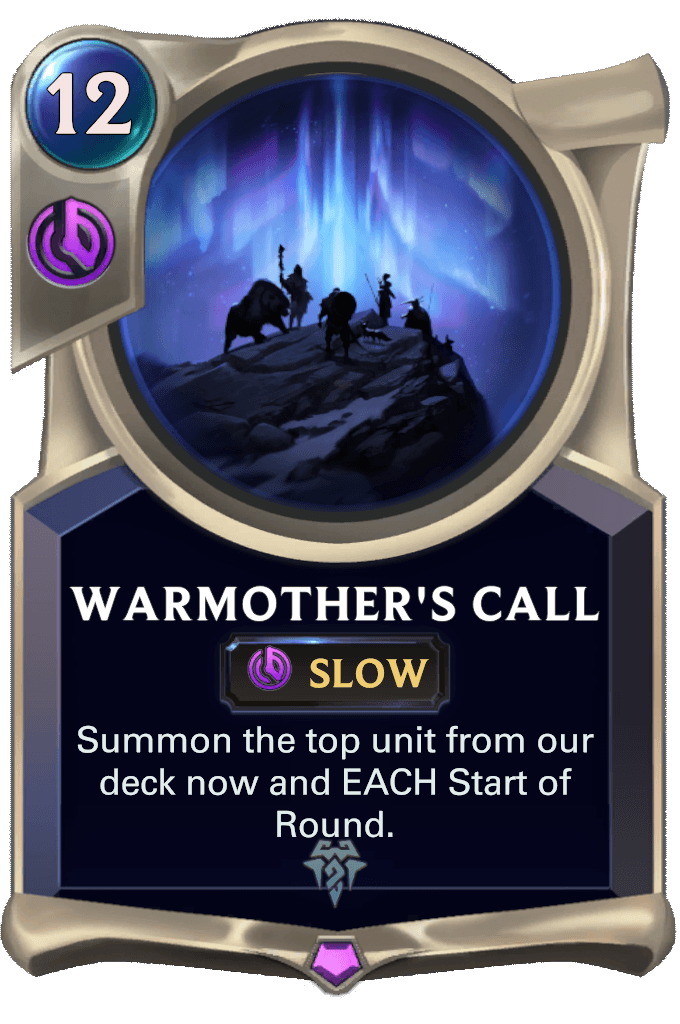 12
WARMOTHER'S CALL
SLOW
Summon the top unit from our
deck now and EACH Start of
Round.